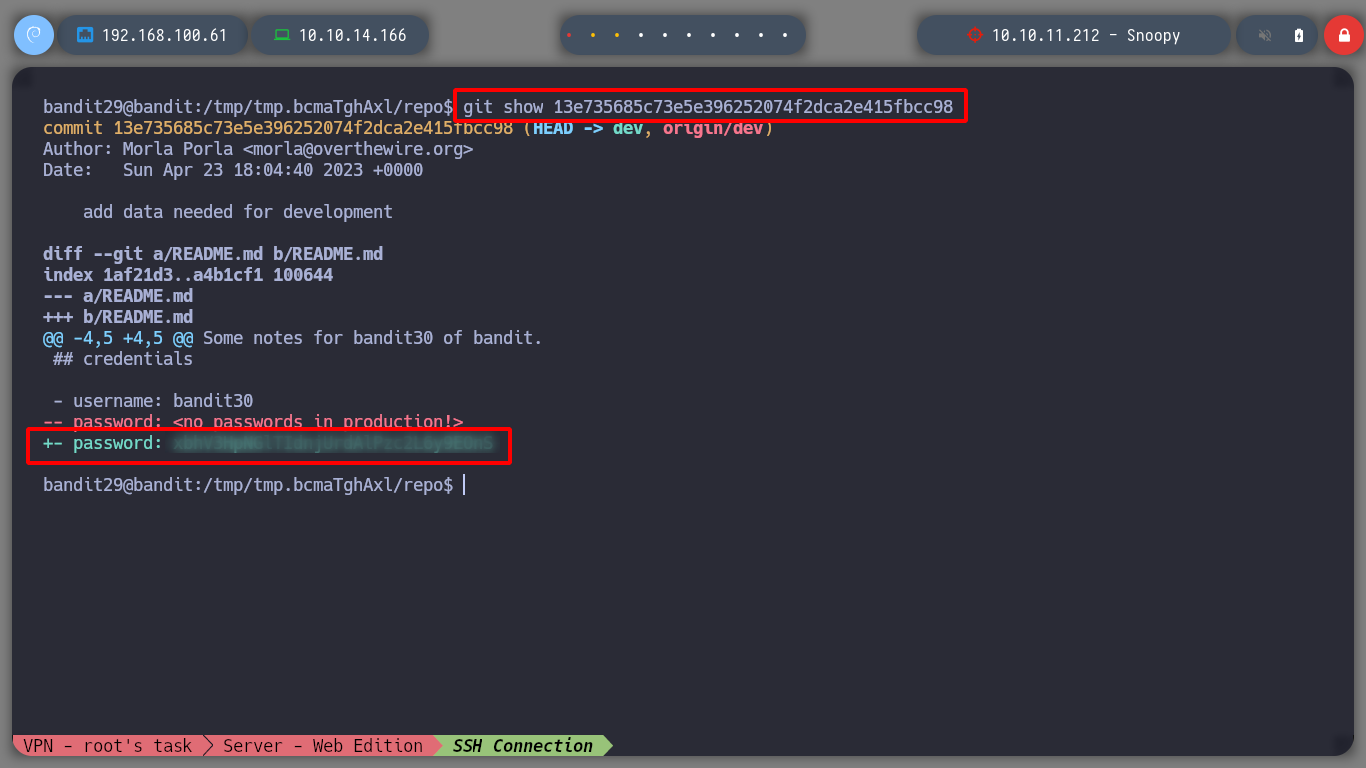 192.168.100.61
10.10.14.166
10.10.11.212 - Snoopy
bandit29@bandit:/tmp/tmp.bcmaTghAxl/repo$ git show 13e735685c73e5e396252074f2dca2e415fbcc98
commit 13e735685c73e5e396252074f2dca2e415fbcc98 (HEAD -> dev, origin/dev)
Author: Morla Porla <morla@overthewire.org>
Date:   Sun Apr 23 18:04:40 2023 +0000
    add data needed for development
diff --git a/README.md b/README.md
index 1af21d3..a4b1cf1 100644
--- a/README.md
+++ b/README.md
@@ -4,5 +4,5 @@ Some notes for bandit30 of bandit.
 ## credentials
 - username: bandit30
-- password: <no passwords in production!>
+- password:
bandit29@bandit:/tmp/tmp.bcmaTghAxl/repo$
VPN - root's task
Server - Web Edition
SSH Connection